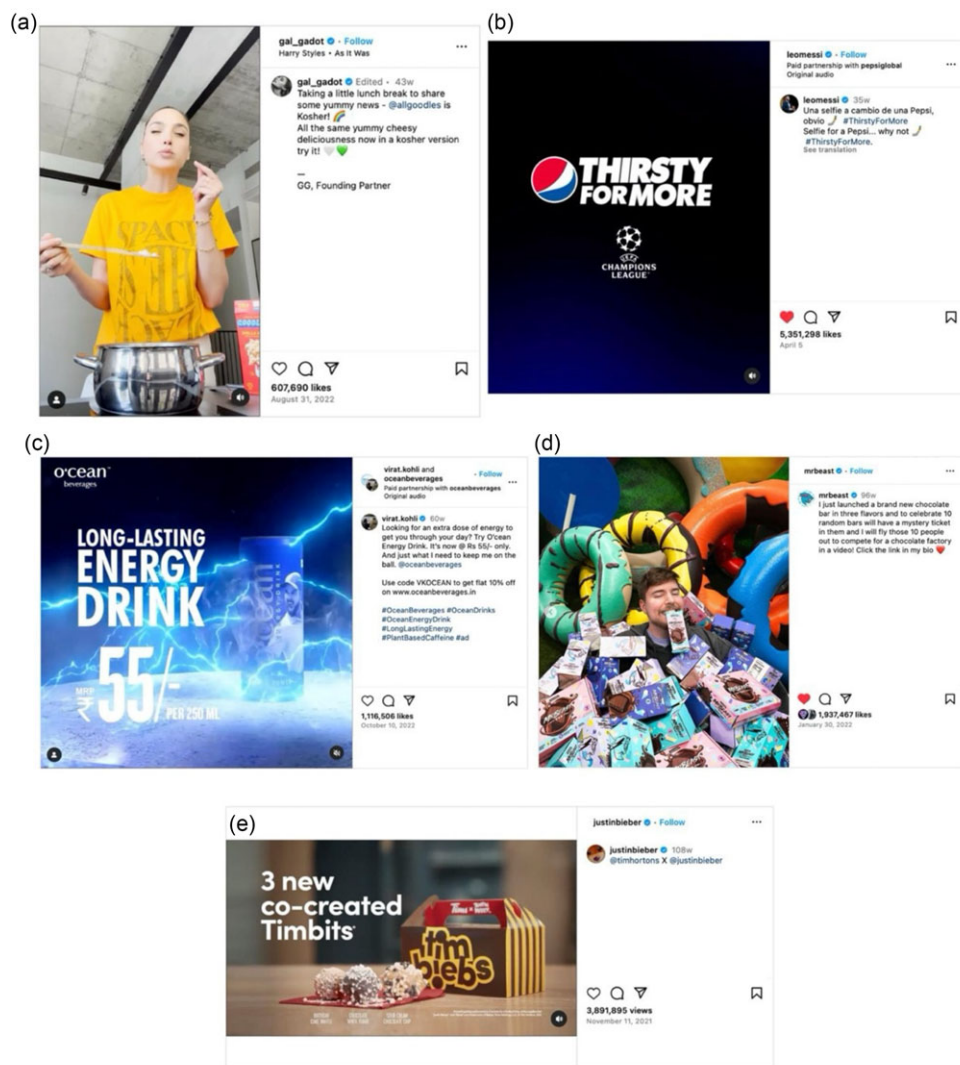 (a)
gal_gadot • Follow
Harry Styles • As It Was
gal_gadot Edited • 43w
Taking a little lunch break to share
some yummy news - @allgoodles is
Kosher! 🌈
All the same yummy cheesy
deliciousness now in a kosher version
try it! 🤍💚
—
GG, Founding Partner
607,690 likes
August 31, 2022
(b)
THIRSTY
FOR MORE
UEFA
CHAMPIONS
LEAGUE
leomessi • Follow
Paid partnership with pepsiglobal
Original audio
leomessi 35w
Una selfie a cambio de una Pepsi,
obvio 🤳 #ThirstyForMore
Selfie for a Pepsi... why not 🤳
#ThirstyForMore.
See translation
5,351,298 likes
April 5
(c)
o'cean
beverages
LONG-LASTING
ENERGY
DRINK
MRP
₹55/-
PER 250 ML
virat.kohli and
oceanbeverages
• Follow
Paid partnership with oceanbeverages
Original audio
virat.kohli 60w
Looking for an extra dose of energy to
get you through your day? Try O'cean
Energy Drink. It's now @ Rs 55/- only.
And just what I need to keep me on the
ball. @oceanbeverages
Use code VKOCEAN to get flat 10% off
on www.oceanbeverages.in
#OceanBeverages #OceanDrinks
#OceanEnergyDrink
#LongLastingEnergy
#PlantBasedCaffeine #ad
1,116,506 likes
October 10, 2022
(d)
mrbeast • Follow
mrbeast 96w
I just launched a brand new chocolate
bar in three flavors and to celebrate 10
random bars will have a mystery ticket
in them and I will fly those 10 people
out to compete for a chocolate factory
in a video! Click the link in my bio ❤️
1,937,467 likes
January 30, 2022
(e)
3 new
co-created
Timbits
tim
biebs
justinbieber • Follow
justinbieber 108w
@timhortons X @justinbieber
3,891,895 views
November 11, 2021